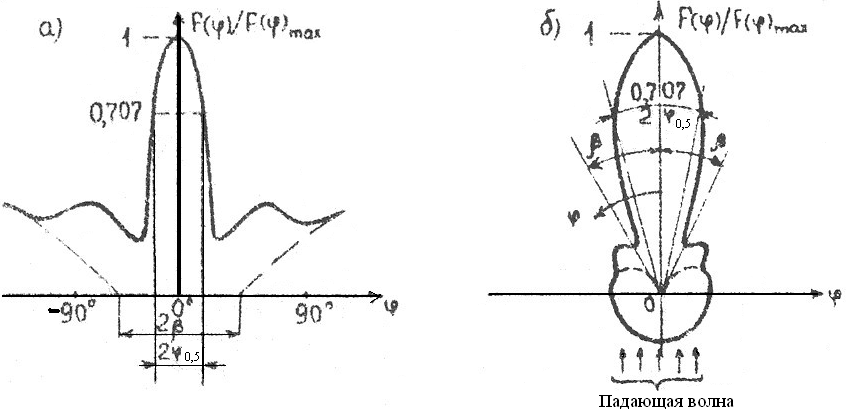 а)
F(φ)/F(φ)max
1
0,707
-90°
0°
90°
φ
2β
2φ0,5
б)
F(φ)/F(φ)max
1
0,707
2φ0,5
β
β
φ
0
φ
Падающая волна